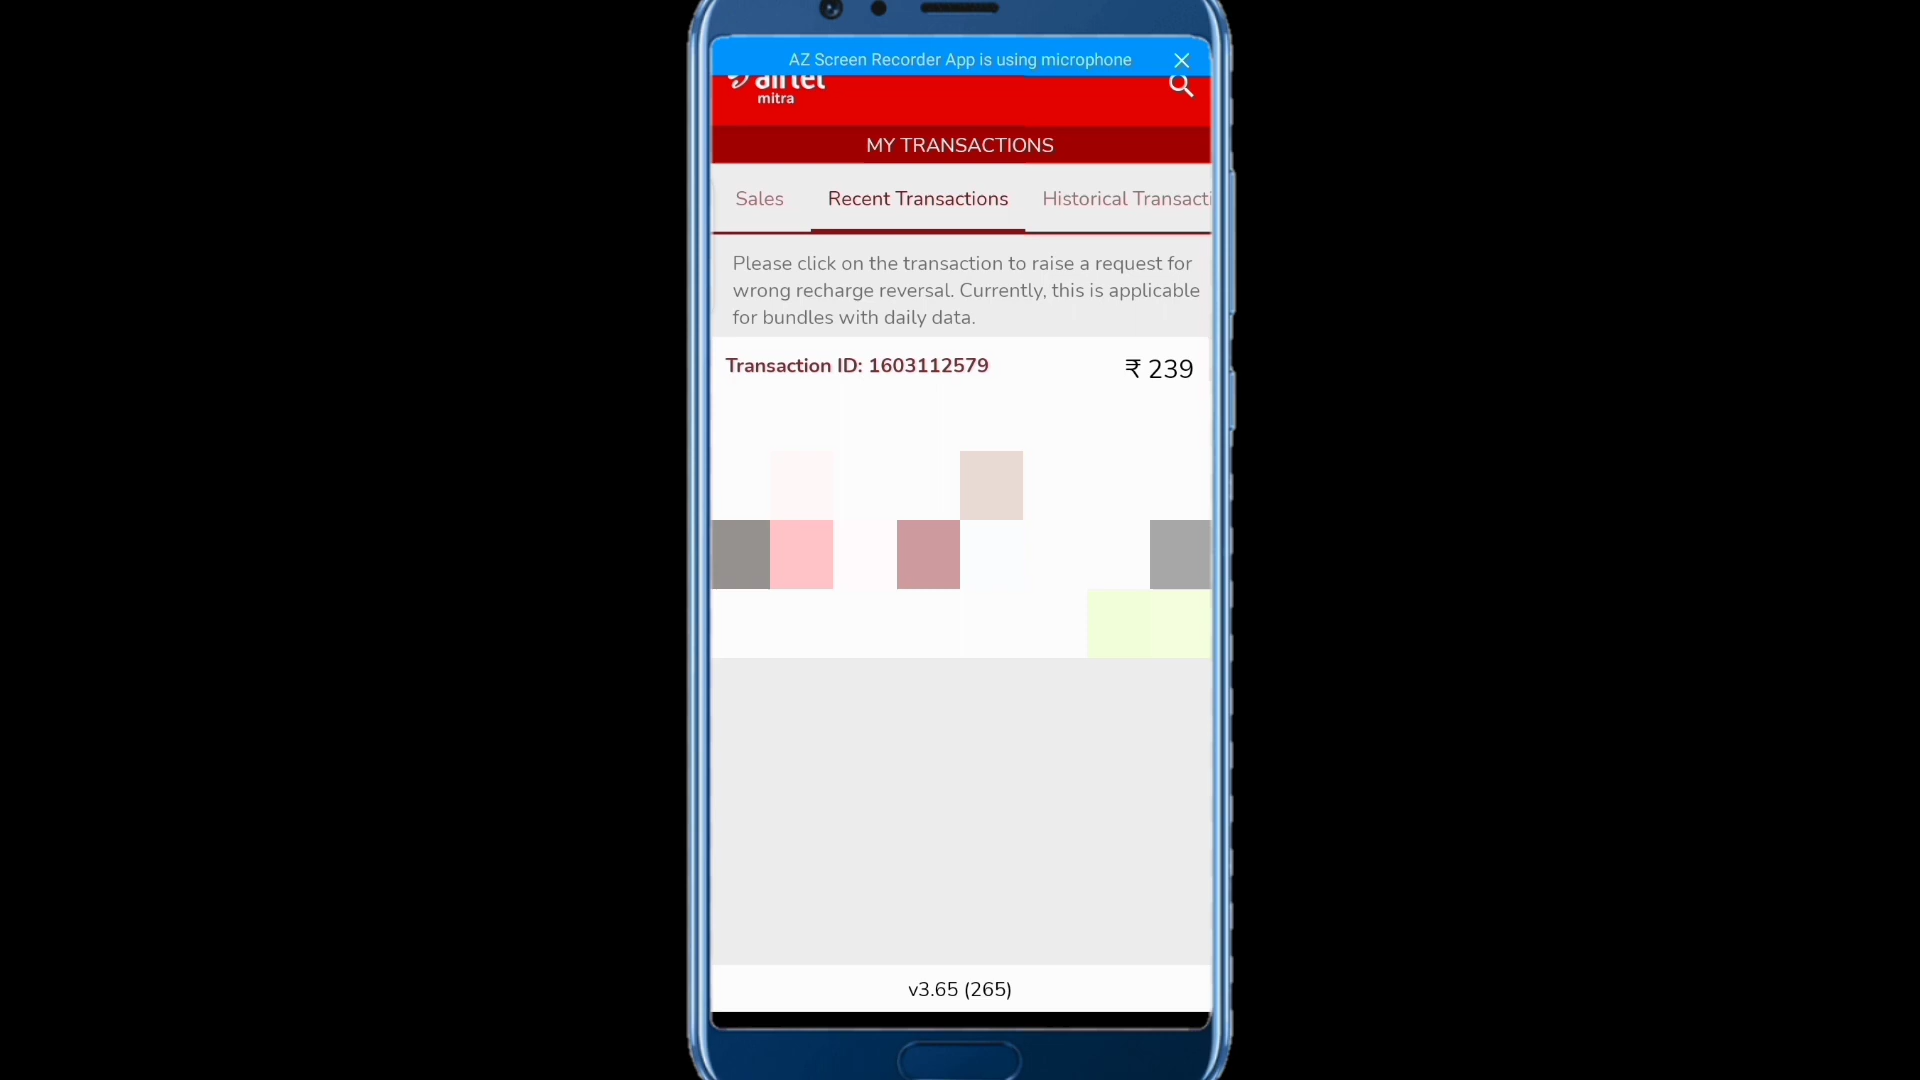 AZ Screen Recorder App is using microphone
airtel
mitra
MY TRANSACTIONS
Sales Recent Transactions Historical Transacti
Please click on the transaction to raise a request for
wrong recharge reversal. Currently, this is applicable
for bundles with daily data.
Transaction ID: 1603112579 ₹ 239
v3.65 (265)